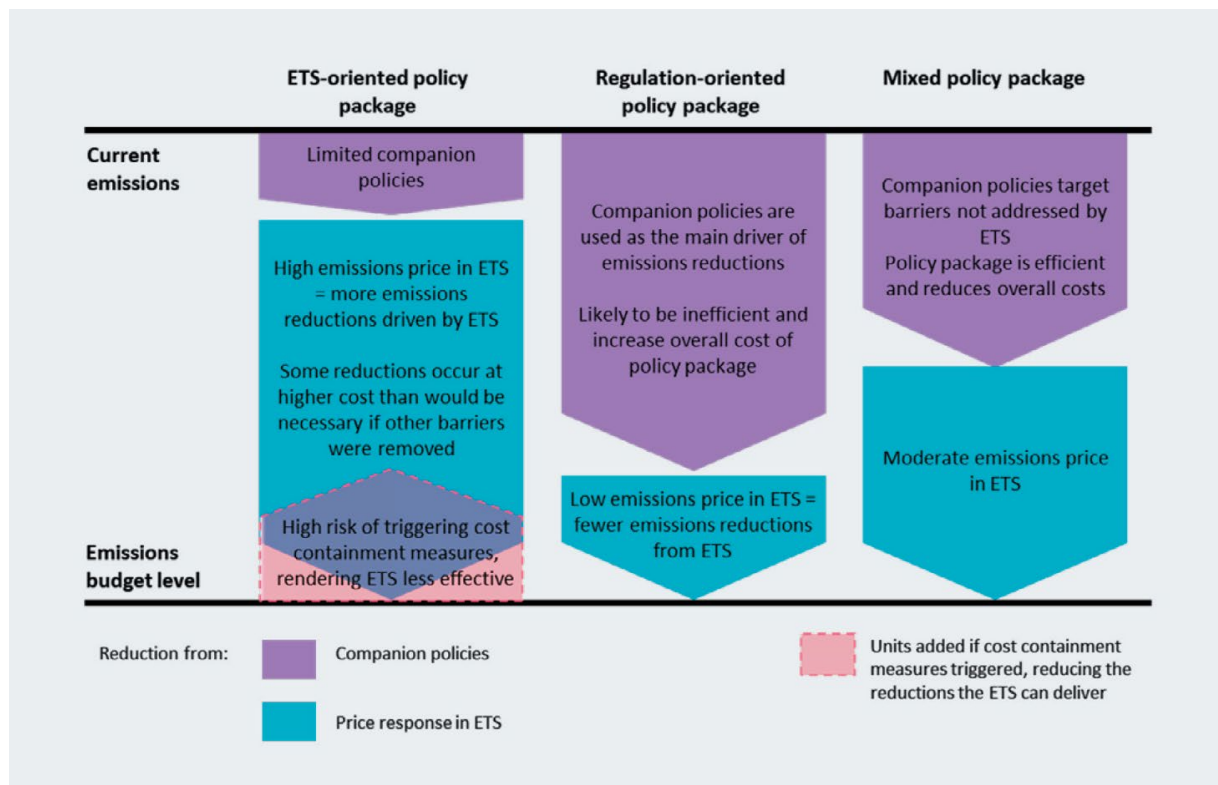 ETS-oriented policy
package
Regulation-oriented
policy package
Mixed policy package
Current
emissions
Limited companion
policies
High emissions price in ETS
= more emissions
reductions driven by ETS
Some reductions occur at
higher cost than would be
necessary if other barriers
were removed
High risk of triggering cost
containment measures,
rendering ETS less effective
Companion policies are
used as the main driver of
emissions reductions
Likely to be inefficient and
increase overall cost of
policy package
Low emissions price in ETS =
fewer emissions reductions
from ETS
Companion policies target
barriers not addressed by
ETS
Policy package is efficient
and reduces overall costs
Moderate emissions price
in ETS
Emissions
budget level
Reduction from:
Companion policies
Price response in ETS
Units added if cost containment
measures triggered, reducing the
reductions the ETS can deliver